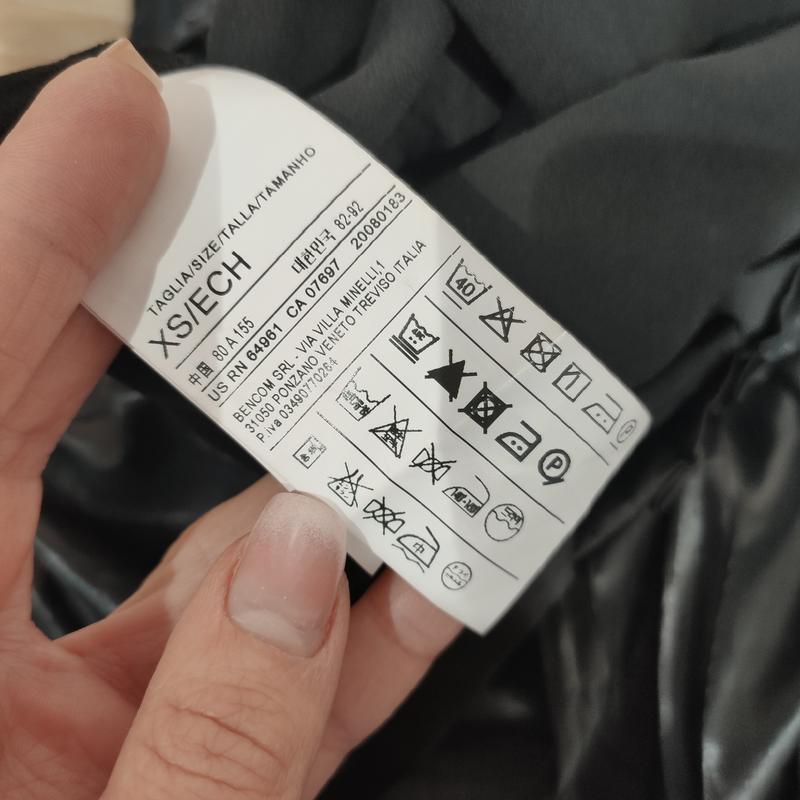 TAGLIA/SIZE/TALLA/TAMANHO
XS/ECH
대한민국 82-92
中国 80 A 155
US RN 64961 CA 07697 20080183
BENCOM SRL - VIA VILLA MINELLI,1
31050 PONZANO VENETO TREVISO ITALIA
P.iva 03490770264
40
P